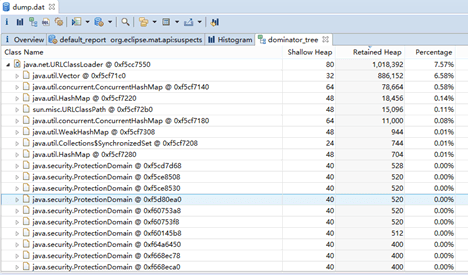 dump.dat
Overview default_report org.eclipse.mat.api:suspects Histogram dominator_tree
Class Name Shallow Heap Retained Heap Percentage
java.net.URLClassLoader @ 0xf5cc7550 80 1,018,392 7.57%
java.util.Vector @ 0xf5cf71c0 32 886,152 6.58%
java.util.concurrent.ConcurrentHashMap @ 0xf5cf7140 64 78,664 0.58%
java.util.HashMap @ 0xf5cf7220 48 18,456 0.14%
sun.misc.URLClassPath @ 0xf5cf72b0 48 15,096 0.11%
java.util.concurrent.ConcurrentHashMap @ 0xf5cf7180 64 11,000 0.08%
java.util.WeakHashMap @ 0xf5cf7308 48 944 0.01%
java.util.Collections$SynchronizedSet @ 0xf5cf7208 24 744 0.01%
java.util.HashMap @ 0xf5cf7280 48 704 0.01%
java.security.ProtectionDomain @ 0xf5cd7d68 40 528 0.00%
java.security.ProtectionDomain @ 0xf5ce8508 40 520 0.00%
java.security.ProtectionDomain @ 0xf5ce8530 40 520 0.00%
java.security.ProtectionDomain @ 0xf5d80ea0 40 520 0.00%
java.security.ProtectionDomain @ 0xf60753a8 40 520 0.00%
java.security.ProtectionDomain @ 0xf60753f8 40 520 0.00%
java.security.ProtectionDomain @ 0xf60145b8 40 512 0.00%
java.security.ProtectionDomain @ 0xf64a6450 40 400 0.00%
java.security.ProtectionDomain @ 0xf668ec78 40 400 0.00%
java.security.ProtectionDomain @ 0xf668eca0 40 400 0.00%